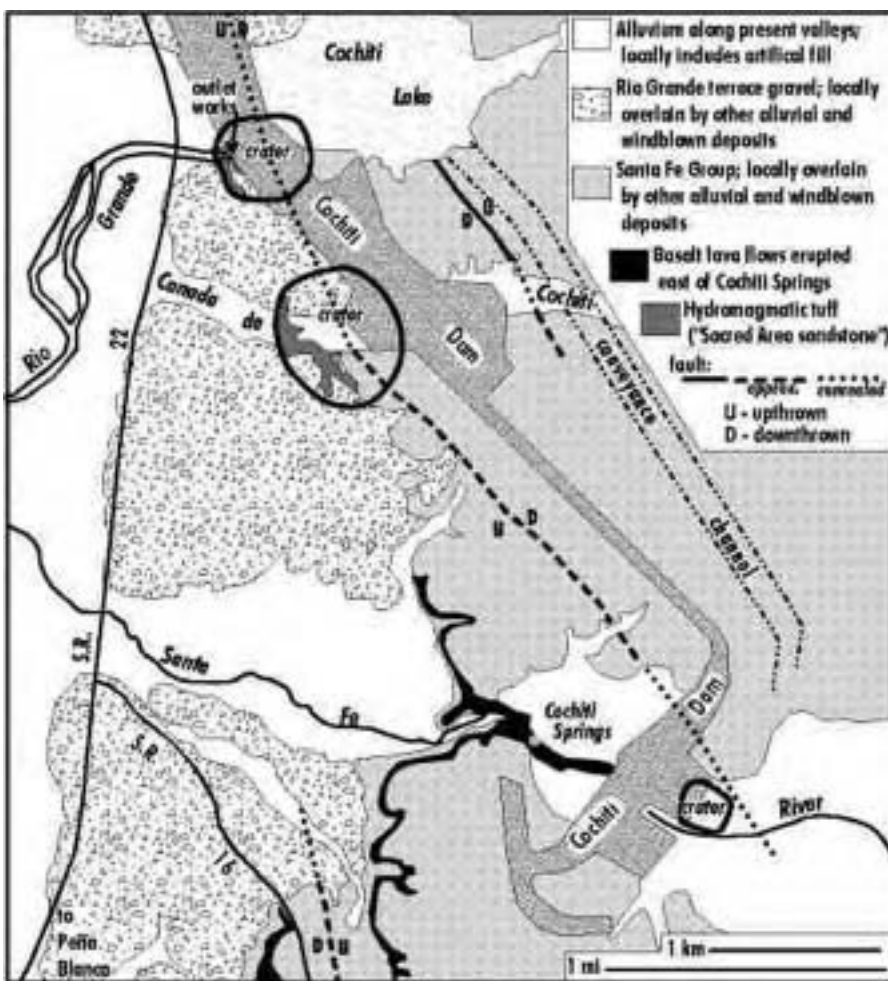 U D
Cochiti
Lake
outlet
works
crater
Rio
Grande
Cochiti
Canada
de
crater
Dam
Cochiti
22
D U
conveyance
channel
U D
S.R.
Santa
Fe
S.R.
16
Cochiti
Springs
Dam
Cochiti
crater
River
D U
to
Peña
Blanca
1 km
1 mi
Alluvium along present valleys;
locally includes artifical fill
Rio Grande terrace gravel; locally
overlain by other alluvial and
windblown deposits
Santa Fe Group; locally overlain
by other alluvial and windblown
deposits
Basalt lava flows erupted
east of Cochiti Springs
Hydromagmatic tuff
("Sacred Area sandstone")
fault:
approx. concealed
U - upthrown
D - downthrown